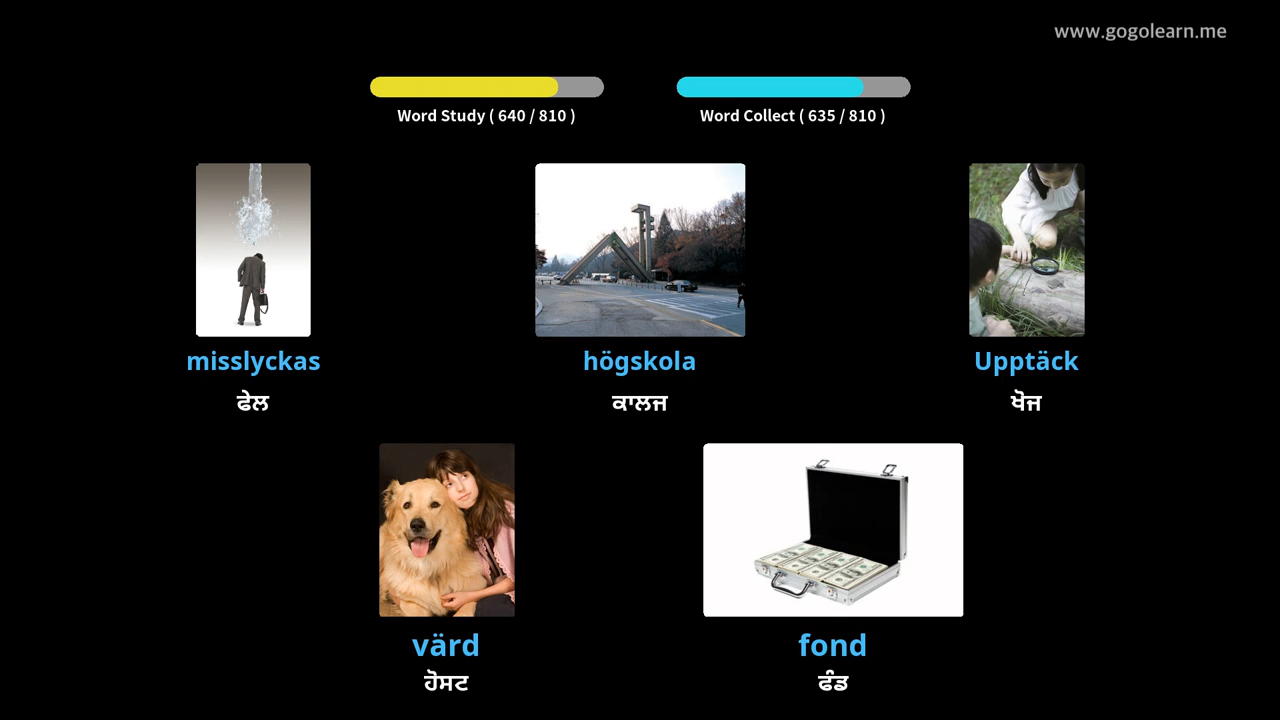 www.gogolearn.me
Word Study ( 640 / 810 )
Word Collect ( 635 / 810 )
misslyckas
högskola
Upptäck
ਫੇਲ
ਕਾਲਜ
ਖੋਜ
värd
fond
ਹੋਸਟ
ਫੰਡ